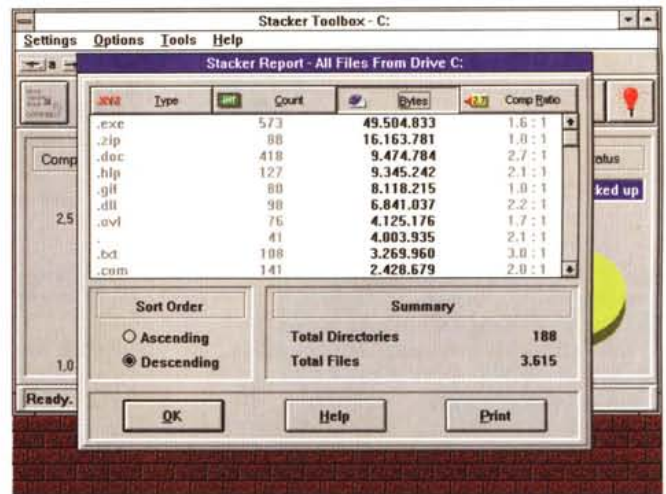 Stacker Toolbox - C:
Settings Options Tools Help
Stacker Report - All Files From Drive C:
Type Count Bytes Comp Ratio
.exe 573 49.504.833 1.6 : 1
.zip 88 16.163.781 1.0 : 1
.doc 418 9.474.784 2.7 : 1
.hlp 127 9.345.242 2.1 : 1
.gif 80 8.118.215 1.0 : 1
.dll 98 6.841.037 2.2 : 1
.ovl 76 4.125.176 1.7 : 1
. 41 4.003.935 2.1 : 1
.txt 108 3.269.960 3.0 : 1
.com 141 2.428.679 2.0 : 1
Comp
2,5
1,0
atus
cked up
Sort Order
Ascending
Descending
Summary
Total Directories 188
Total Files 3.615
Ready.
OK Help Print